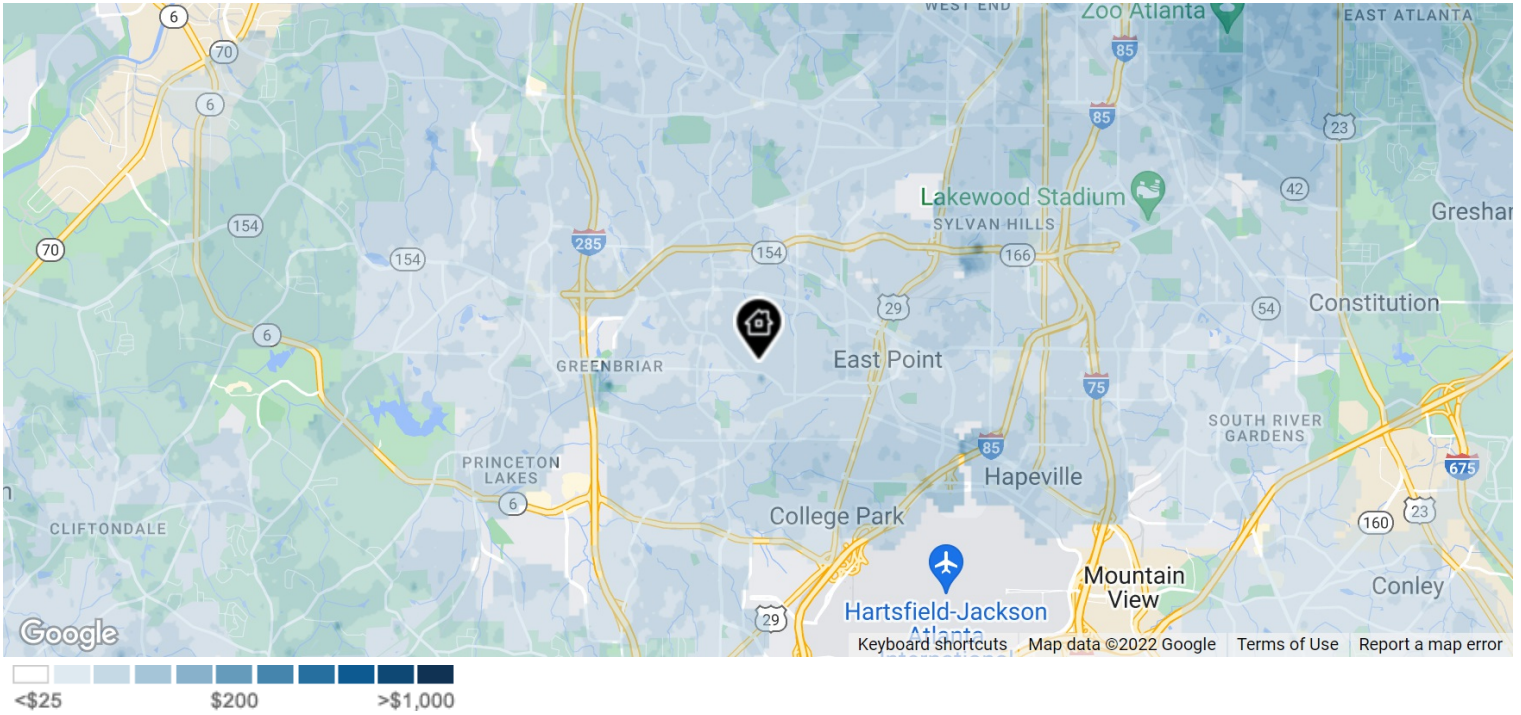 WEST END
Zoo Atlanta
EAST ATLANTA
6
70
85
6
85
23
154
42
Lakewood Stadium
Gresha
70
285
154
SYLVAN HILLS
154
166
29
54
Constitution
6
GREENBRIAR
East Point
75
SOUTH RIVER
GARDENS
85
PRINCETON
LAKES
Hapeville
675
n
6
College Park
23
160
CLIFTONDALE
Mountain
View
Conley
Hartsfield-Jackson
Atlanta
International
29
Google
Keyboard shortcuts Map data ©2022 Google Terms of Use Report a map error
<$25 $200 >$1,000